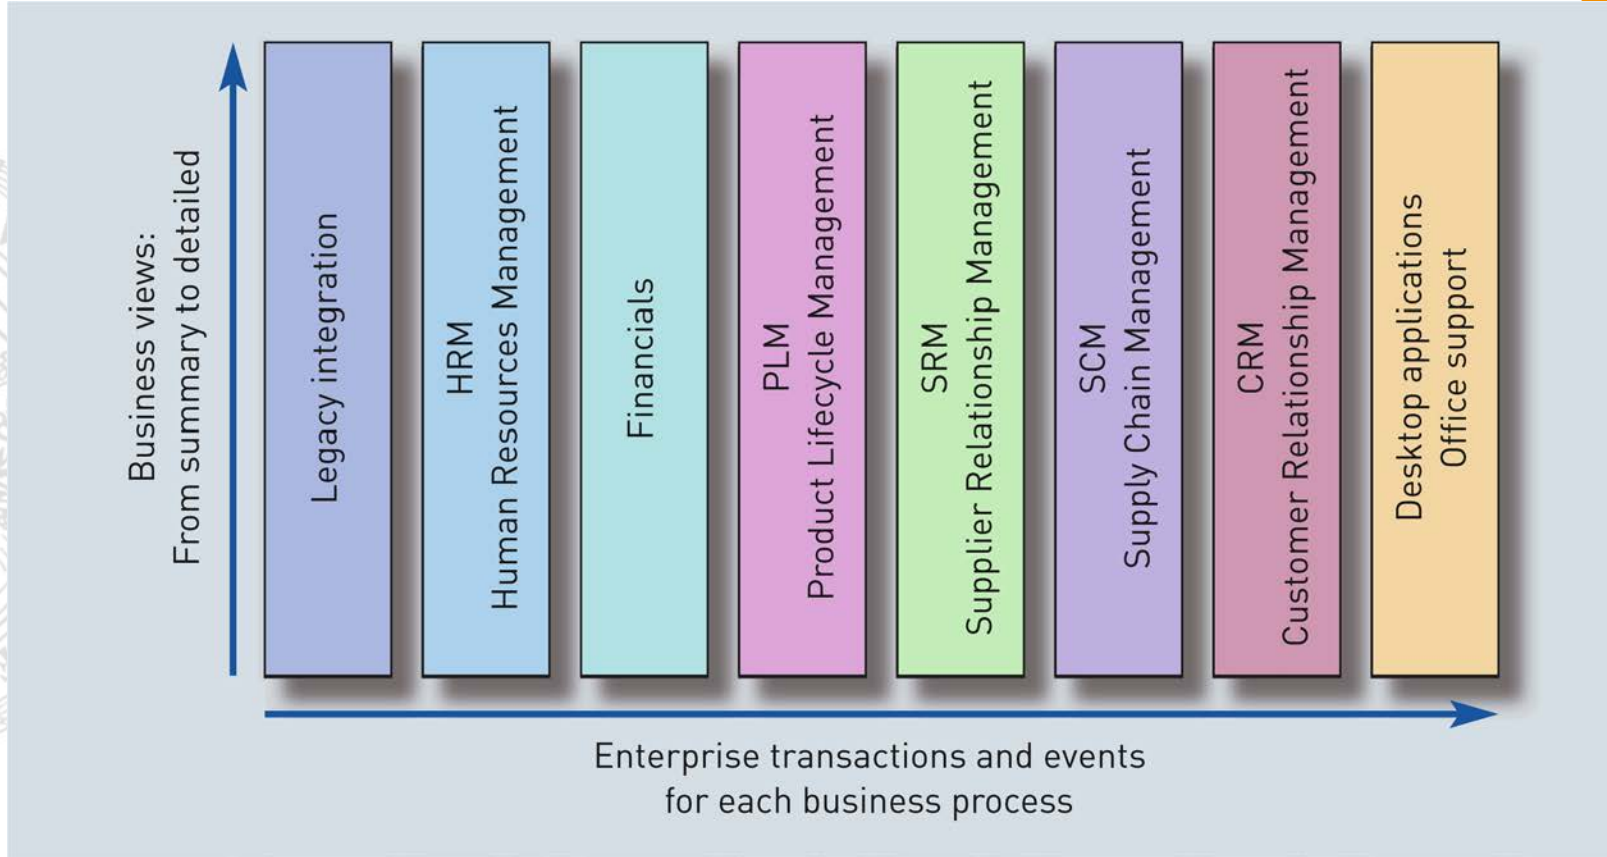 Business views:
From summary to detailed
Legacy integration
HRM
Human Resources Management
Financials
PLM
Product Lifecycle Management
SRM
Supplier Relationship Management
SCM
Supply Chain Management
CRM
Customer Relationship Management
Desktop applications
Office support
Enterprise transactions and events
for each business process